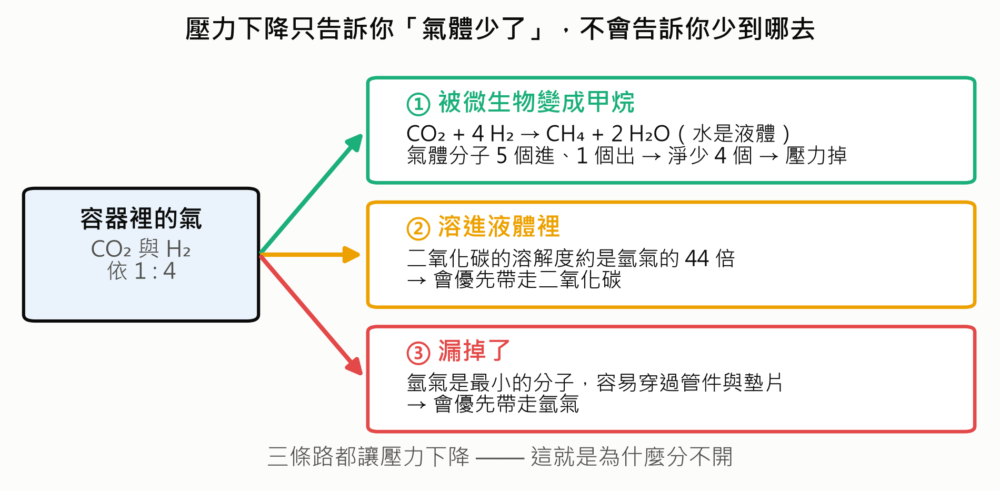 壓力下降只告訴你「氣體少了」，不會告訴你少到哪去
① 被微生物變成甲烷
CO₂ + 4 H₂ → CH₄ + 2 H₂O（水是液體）
氣體分子 5 個進、1 個出 → 淨少 4 個 → 壓力掉
容器裡的氣
CO₂ 與 H₂
依 1 : 4
② 溶進液體裡
二氧化碳的溶解度約是氫氣的 44 倍
→ 會優先帶走二氧化碳
③ 漏掉了
氫氣是最小的分子，容易穿過管件與墊片
→ 會優先帶走氫氣
三條路都讓壓力下降 —— 這就是為什麼分不開